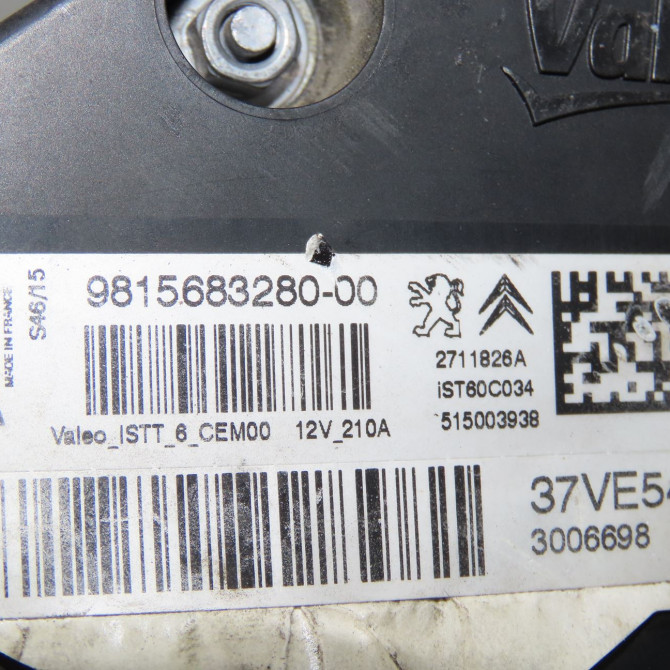 MADE IN FRANCE
S46/15
9815683280-00
2711826A
iST60C034
515003938
Valeo_ISTT_6_CEM00 12V_210A
37VE54
3006698